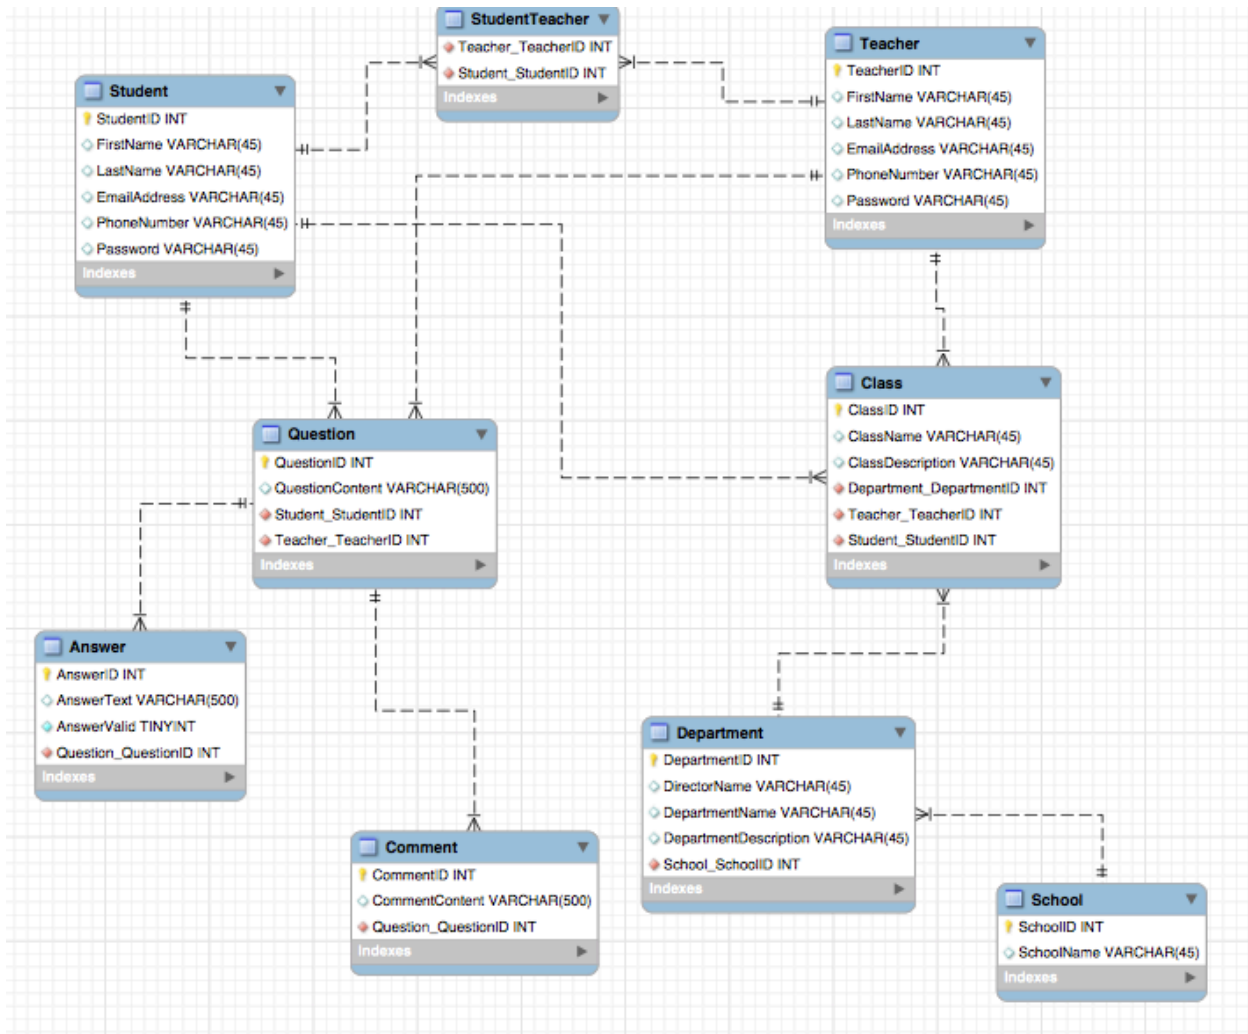 StudentTeacher
Teacher_TeacherID INT
Student_StudentID INT
Indexes
Teacher
TeacherID INT
FirstName VARCHAR(45)
LastName VARCHAR(45)
EmailAddress VARCHAR(45)
PhoneNumber VARCHAR(45)
Password VARCHAR(45)
Indexes
Student
StudentID INT
FirstName VARCHAR(45)
LastName VARCHAR(45)
EmailAddress VARCHAR(45)
PhoneNumber VARCHAR(45)
Password VARCHAR(45)
Indexes
Class
ClassID INT
ClassName VARCHAR(45)
ClassDescription VARCHAR(45)
Department_DepartmentID INT
Teacher_TeacherID INT
Student_StudentID INT
Indexes
Question
QuestionID INT
QuestionContent VARCHAR(500)
Student_StudentID INT
Teacher_TeacherID INT
Indexes
Answer
AnswerID INT
AnswerText VARCHAR(500)
AnswerValid TINYINT
Question_QuestionID INT
Indexes
Department
DepartmentID INT
DirectorName VARCHAR(45)
DepartmentName VARCHAR(45)
DepartmentDescription VARCHAR(45)
School_SchoolID INT
Indexes
Comment
CommentID INT
CommentContent VARCHAR(500)
Question_QuestionID INT
Indexes
School
SchoolID INT
SchoolName VARCHAR(45)
Indexes